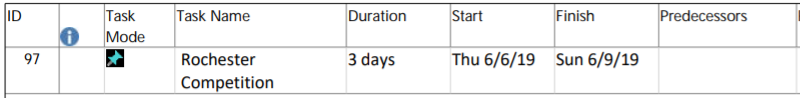 ID Task Mode Task Name Duration Start Finish Predecessors
97 Rochester Competition 3 days Thu 6/6/19 Sun 6/9/19